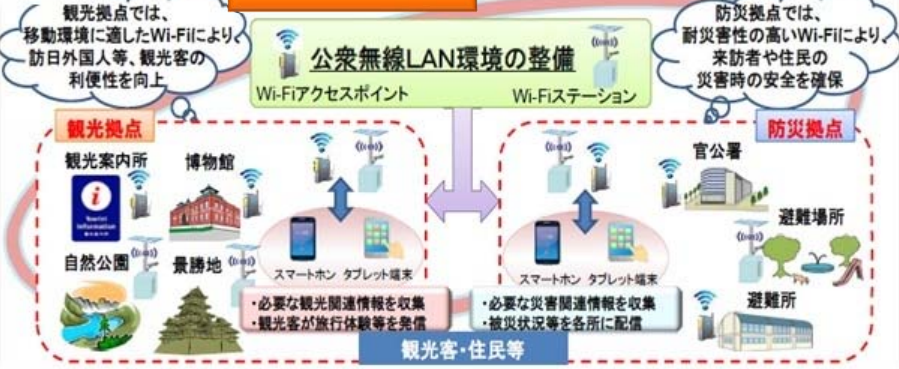 観光拠点では、
移動環境に適したWi-Fiにより、
訪日外国人等、観光客の
利便性を向上
公衆無線LAN環境の整備
Wi-Fiアクセスポイント
Wi-Fiステーション
防災拠点では、
耐災害性の高いWi-Fiにより、
来訪者や住民の
災害時の安全を確保
観光拠点
観光案内所
博物館
i
Tourist
Information
観光案内所
自然公園
景勝地
スマートホン
タブレット端末
・必要な観光関連情報を収集
・観光客が旅行体験等を発信
防災拠点
官公署
避難場所
避難所
スマートホン
タブレット端末
・必要な災害関連情報を収集
・被災状況等を各所に配信
観光客・住民等